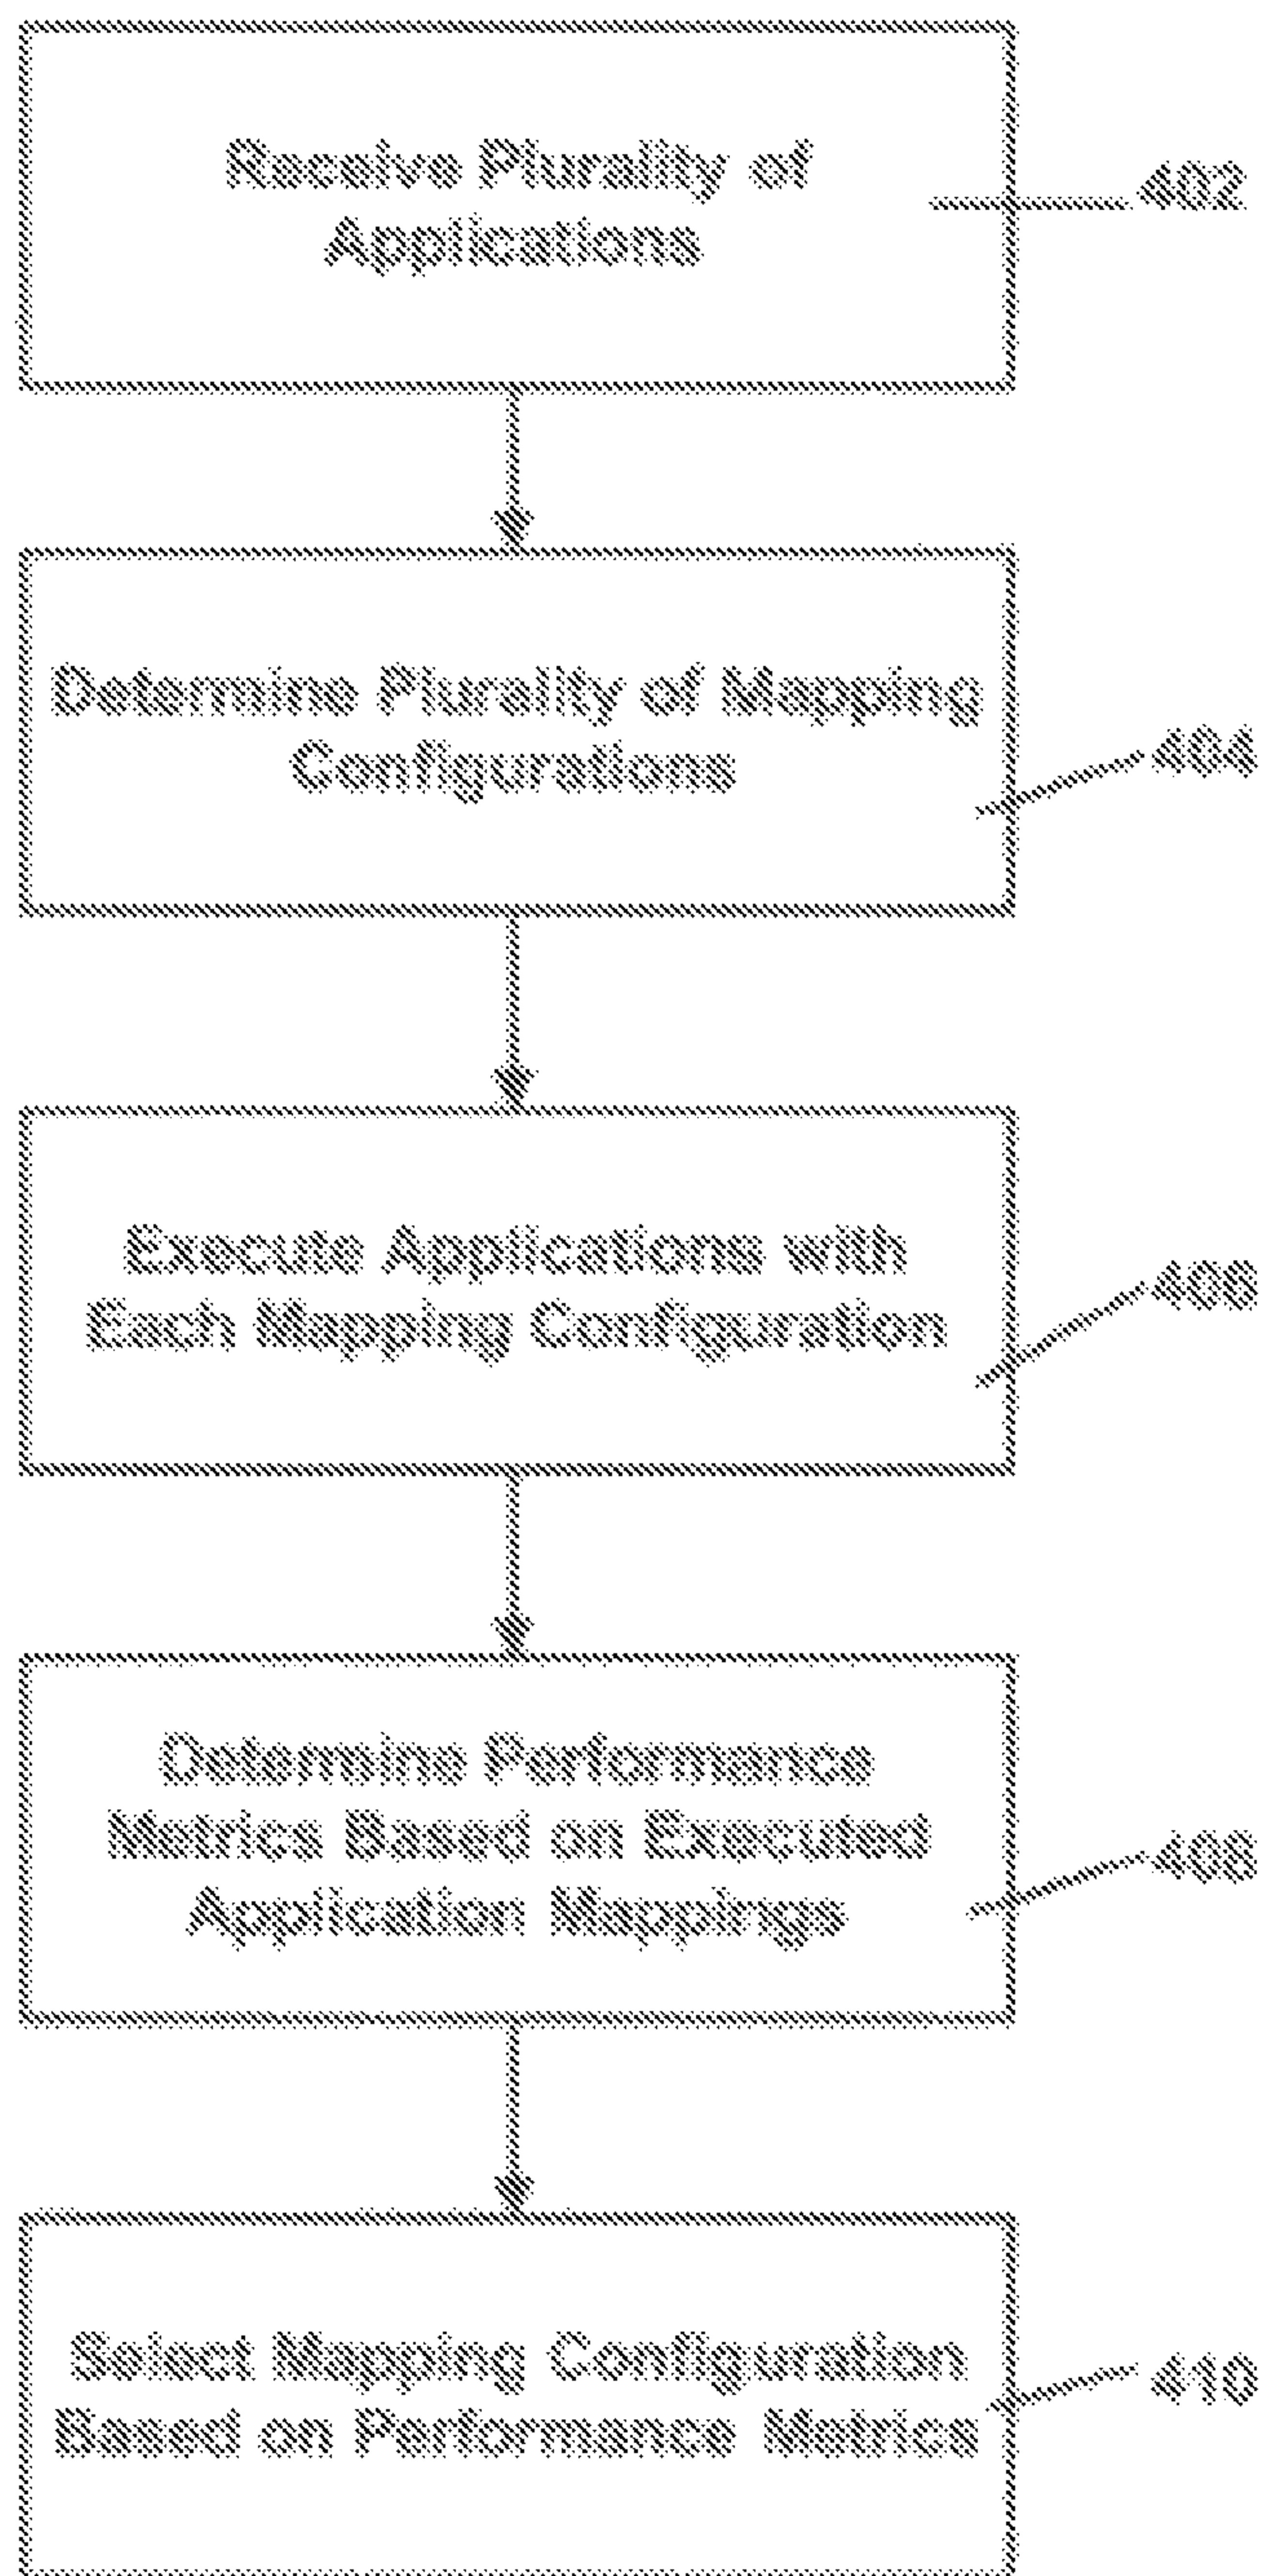 Receive Plurality of
Applications
402
Determine Plurality of Mapping
Configurations
404
Execute Applications with
Each Mapping Configuration
406
Determine Performance
Metrics Based on Executed
Application Mappings
408
Select Mapping Configuration
Based on Performance Metrics
410